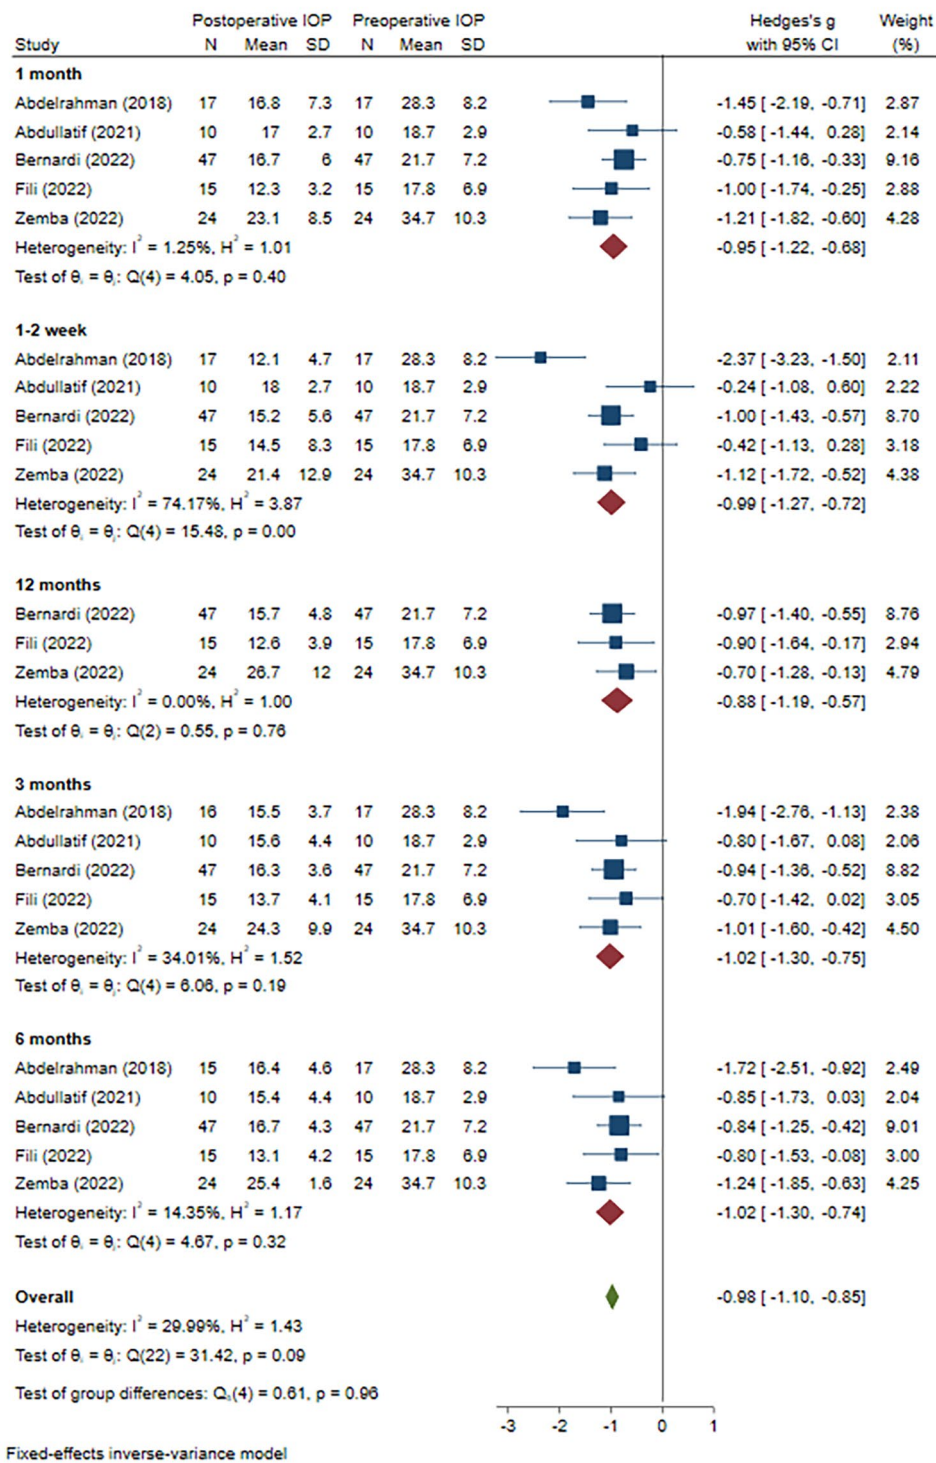 Postoperative IOP Preoperative IOP Hedges's g Weight
Study N Mean SD N Mean SD with 95% CI (%)
1 month
Abdelrahman (2018) 17 16.8 7.3 17 28.3 8.2 -1.45 [ -2.19, -0.71] 2.87
Abdullatif (2021) 10 17 2.7 10 18.7 2.9 -0.58 [ -1.44, 0.28] 2.14
Bernardi (2022) 47 16.7 6 47 21.7 7.2 -0.75 [ -1.16, -0.33] 9.16
Fili (2022) 15 12.3 3.2 15 17.8 6.9 -1.00 [ -1.74, -0.25] 2.88
Zemba (2022) 24 23.1 8.5 24 34.7 10.3 -1.21 [ -1.82, -0.60] 4.28
Heterogeneity: I² = 1.25%, H² = 1.01 -0.95 [ -1.22, -0.68]
Test of θᵢ = θⱼ: Q(4) = 4.05, p = 0.40
1-2 week
Abdelrahman (2018) 17 12.1 4.7 17 28.3 8.2 -2.37 [ -3.23, -1.50] 2.11
Abdullatif (2021) 10 18 2.7 10 18.7 2.9 -0.24 [ -1.08, 0.60] 2.22
Bernardi (2022) 47 15.2 5.6 47 21.7 7.2 -1.00 [ -1.43, -0.57] 8.70
Fili (2022) 15 14.5 8.3 15 17.8 6.9 -0.42 [ -1.13, 0.28] 3.18
Zemba (2022) 24 21.4 12.9 24 34.7 10.3 -1.12 [ -1.72, -0.52] 4.38
Heterogeneity: I² = 74.17%, H² = 3.87 -0.99 [ -1.27, -0.72]
Test of θᵢ = θⱼ: Q(4) = 15.48, p = 0.00
12 months
Bernardi (2022) 47 15.7 4.8 47 21.7 7.2 -0.97 [ -1.40, -0.55] 8.76
Fili (2022) 15 12.6 3.9 15 17.8 6.9 -0.90 [ -1.64, -0.17] 2.94
Zemba (2022) 24 26.7 12 24 34.7 10.3 -0.70 [ -1.28, -0.13] 4.79
Heterogeneity: I² = 0.00%, H² = 1.00 -0.88 [ -1.19, -0.57]
Test of θᵢ = θⱼ: Q(2) = 0.55, p = 0.76
3 months
Abdelrahman (2018) 16 15.5 3.7 17 28.3 8.2 -1.94 [ -2.76, -1.13] 2.38
Abdullatif (2021) 10 15.6 4.4 10 18.7 2.9 -0.80 [ -1.67, 0.08] 2.06
Bernardi (2022) 47 16.3 3.6 47 21.7 7.2 -0.94 [ -1.36, -0.52] 8.82
Fili (2022) 15 13.7 4.1 15 17.8 6.9 -0.70 [ -1.42, 0.02] 3.05
Zemba (2022) 24 24.3 9.9 24 34.7 10.3 -1.01 [ -1.60, -0.42] 4.50
Heterogeneity: I² = 34.01%, H² = 1.52 -1.02 [ -1.30, -0.75]
Test of θᵢ = θⱼ: Q(4) = 6.06, p = 0.19
6 months
Abdelrahman (2018) 15 16.4 4.6 17 28.3 8.2 -1.72 [ -2.51, -0.92] 2.49
Abdullatif (2021) 10 15.4 4.4 10 18.7 2.9 -0.85 [ -1.73, 0.03] 2.04
Bernardi (2022) 47 16.7 4.3 47 21.7 7.2 -0.84 [ -1.25, -0.42] 9.01
Fili (2022) 15 13.1 4.2 15 17.8 6.9 -0.80 [ -1.53, -0.08] 3.00
Zemba (2022) 24 25.4 1.6 24 34.7 10.3 -1.24 [ -1.85, -0.63] 4.25
Heterogeneity: I² = 14.35%, H² = 1.17 -1.02 [ -1.30, -0.74]
Test of θᵢ = θⱼ: Q(4) = 4.67, p = 0.32
Overall -0.98 [ -1.10, -0.85]
Heterogeneity: I² = 29.99%, H² = 1.43
Test of θᵢ = θⱼ: Q(22) = 31.42, p = 0.09
Test of group differences: Q_b(4) = 0.61, p = 0.96
-3 -2 -1 0 1
Fixed-effects inverse-variance model